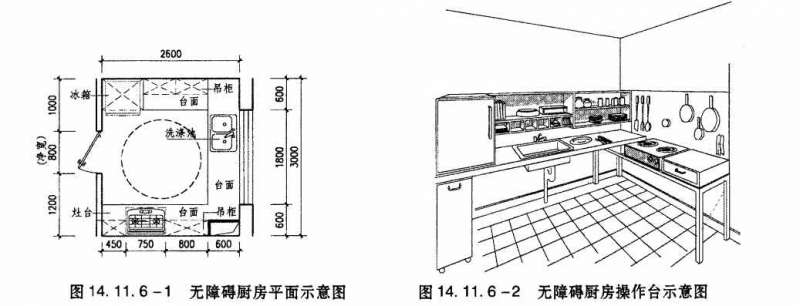 2600
冰箱
吊柜
台面
1000
600
洗涤池
(净宽)
800
1800
3000
台面
1200
灶台
台面
吊柜
600
450
750
800
600
图 14.11.6-1 无障碍厨房平面示意图
图 14.11.6-2 无障碍厨房操作台示意图